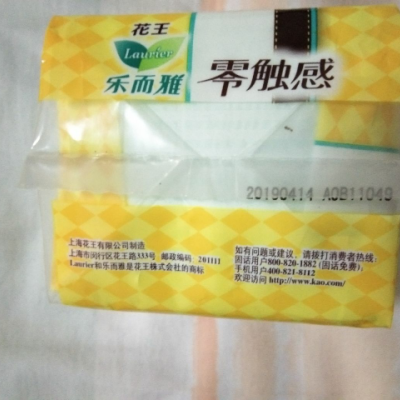 花王
Laurier
乐而雅
零触感
20190414 AOB11049
上海花王有限公司制造
上海市闵行区花王路333号 邮政编码 201111
Laurier和乐而雅是花王株式会社的商标
如有问题或建议，请接打消费者热线:
固话用户800-820-1882 (固话免费)
手机用户400-821-8112
欢迎访问 http://www.kao.com/